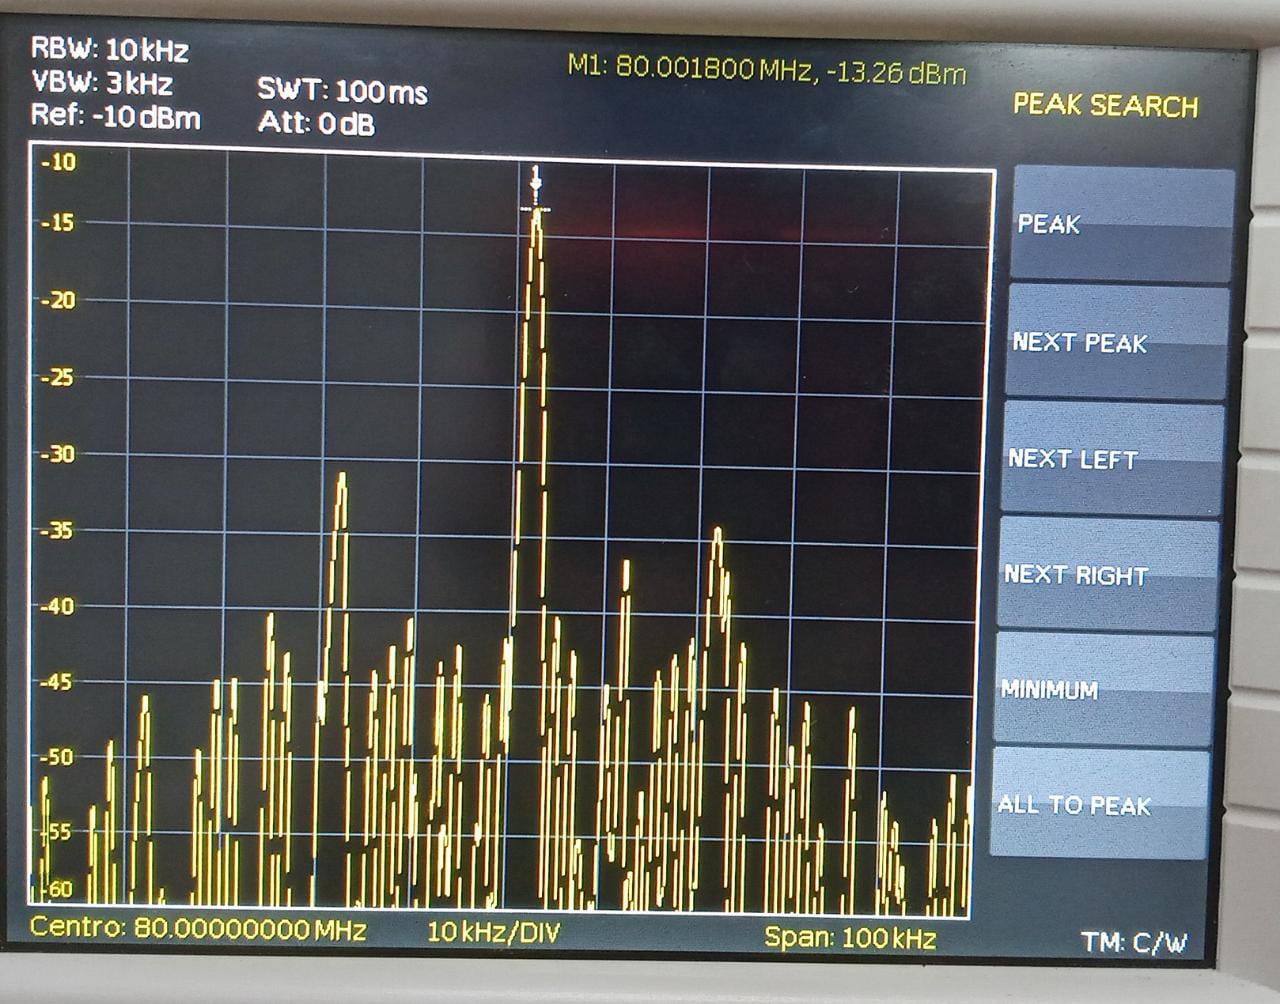 RBW: 10 kHz
VBW: 3 kHz
SWT: 100 ms
Ref: -10 dBm
Att: 0 dB
M1: 80.001800 MHz, -13.26 dBm
PEAK SEARCH
-10
-15
-20
-25
-30
-35
-40
-45
-50
-55
-60
1
PEAK
NEXT PEAK
NEXT LEFT
NEXT RIGHT
MINIMUM
ALL TO PEAK
Centro: 80.00000000 MHz
10 kHz/DIV
Span: 100 kHz
TM: C/W